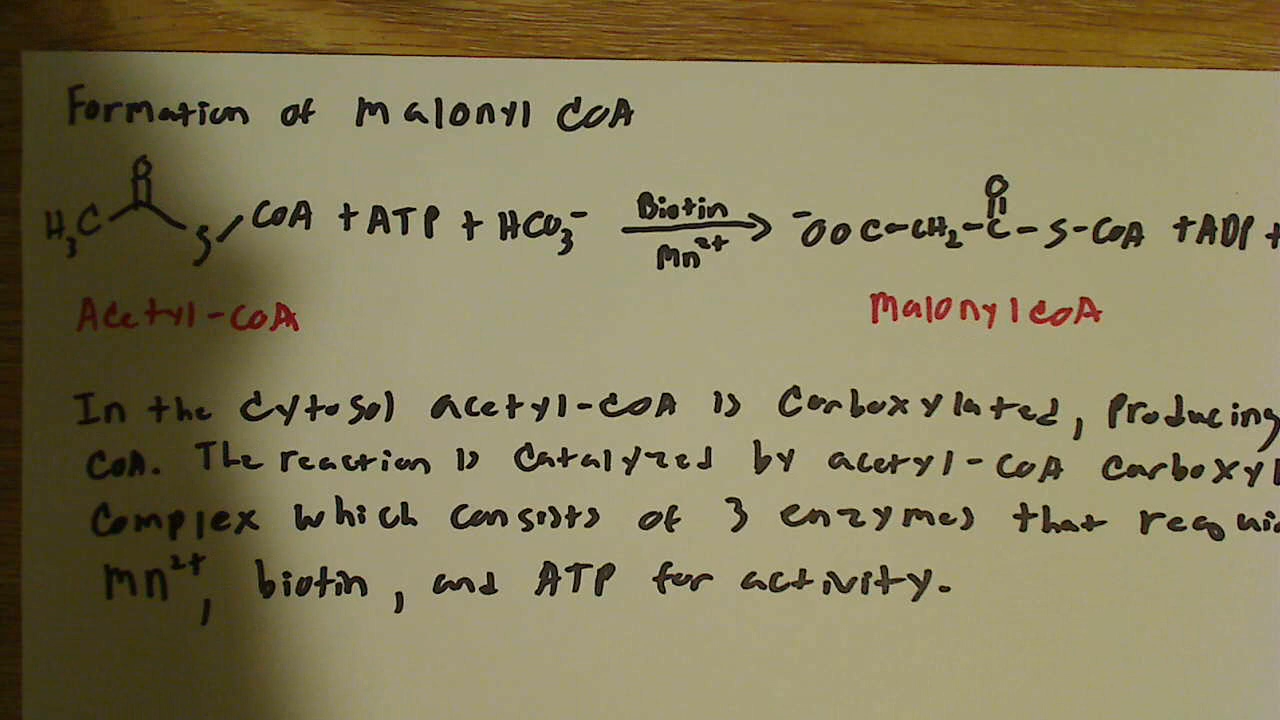 Formation of Malonyl CoA
H₃C O S CoA + ATP + HCO₃⁻ Biotin Mn²⁺ ⁻OOC-CH₂-C-S-CoA O + ADP +
Acetyl-CoA Malonyl CoA
In the cytosol acetyl-CoA is carboxylated, producing
CoA. The reaction is catalyzed by acetyl-CoA carboxyl
complex which consists of 3 enzymes that requi
Mn²⁺, biotin, and ATP for activity.